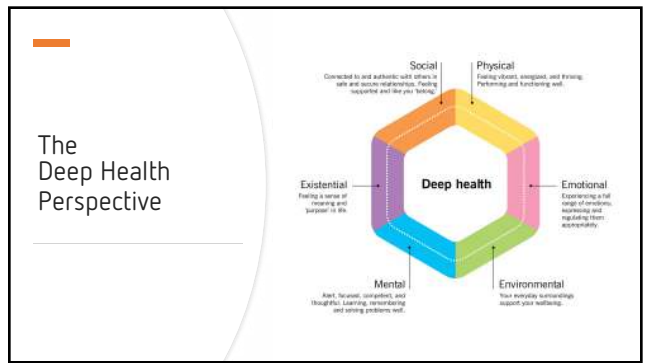 The
Deep Health
Perspective
Social
Connected to and authentic with others in
safe and secure relationships. Feeling
supported and like you 'belong.'
Physical
Feeling vibrant, energized, and thriving.
Performing and functioning well.
Existential
Feeling a sense of
meaning and
'purpose' in life.
Deep health
Emotional
Experiencing a full
range of emotions,
expressing and
regulating them
appropriately.
Mental
Alert, focused, competent, and
thoughtful. Learning, remembering
and solving problems well.
Environmental
Your everyday surroundings
support your wellbeing.